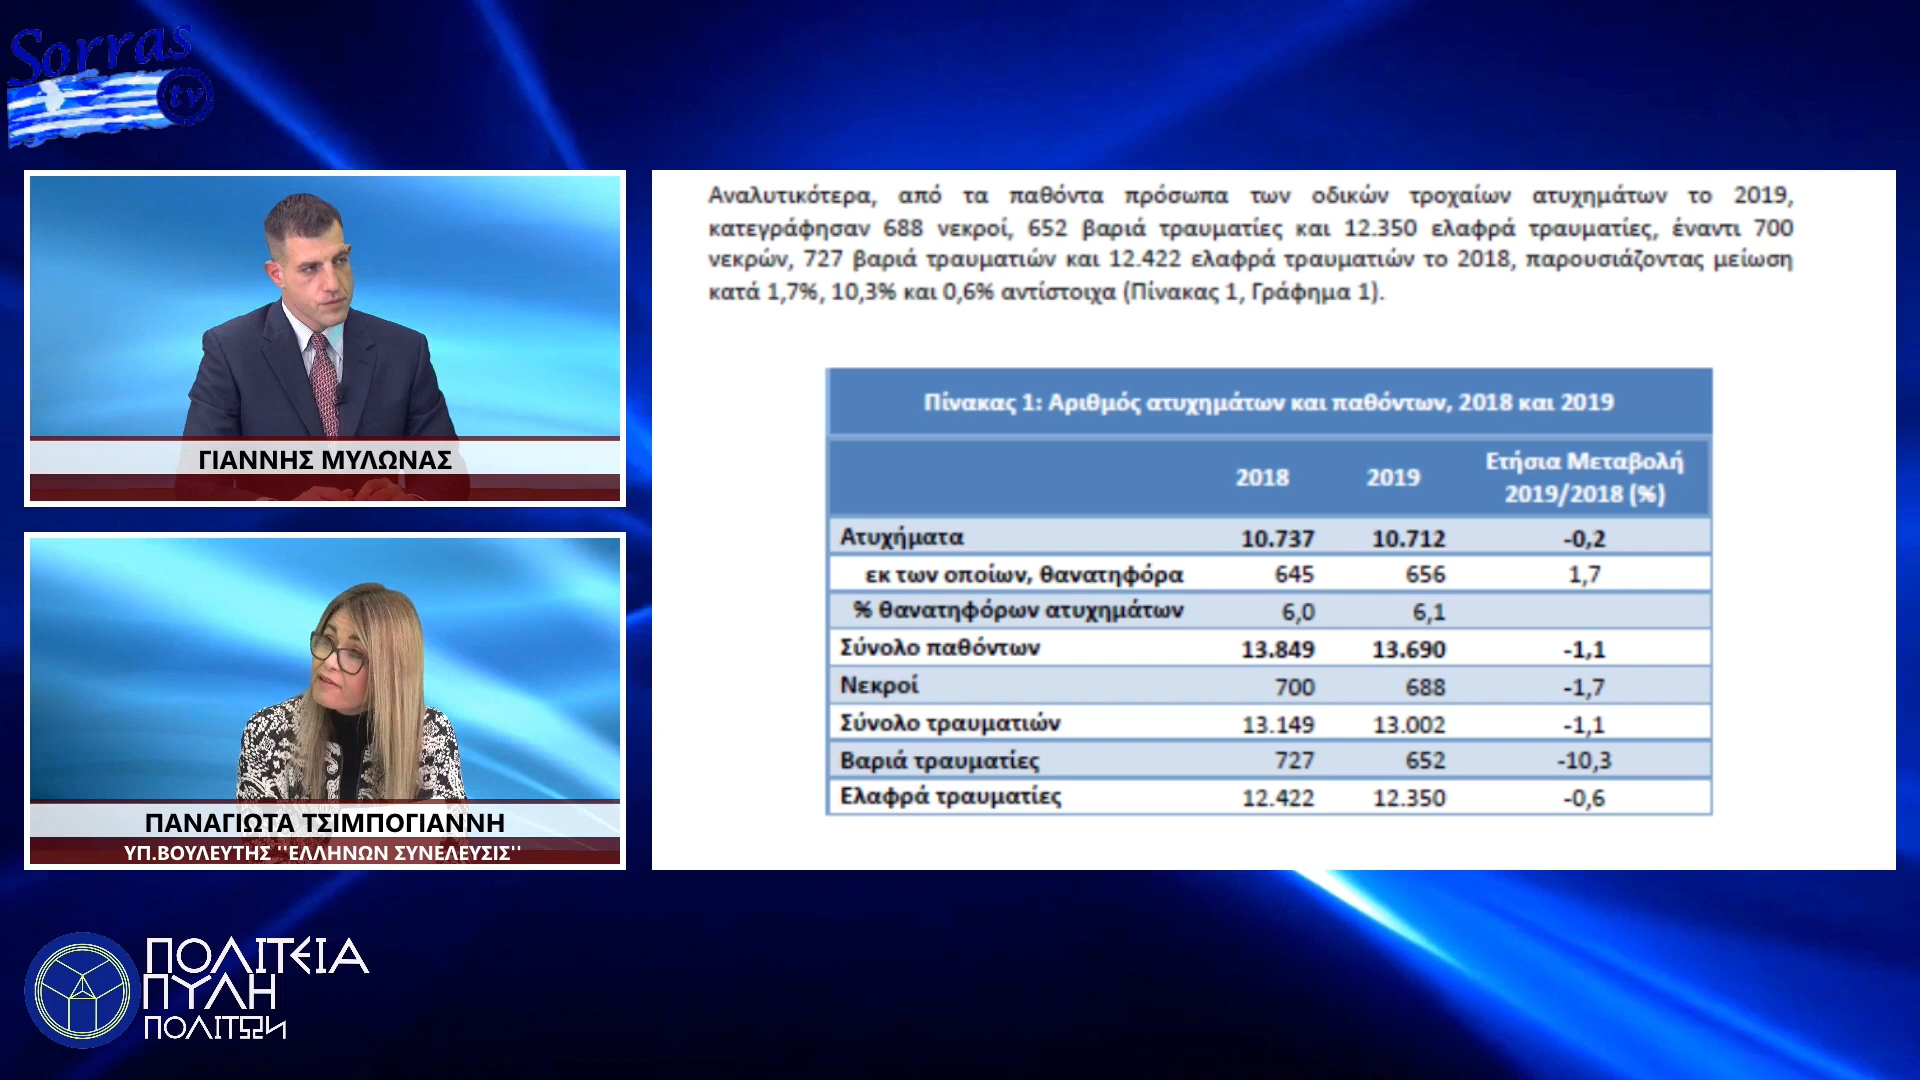 Sorras
tv
Αναλυτικότερα, από τα παθόντα πρόσωπα των οδικών τροχαίων ατυχημάτων το 2019,
κατεγράφησαν 688 νεκροί, 652 βαριά τραυματίες και 12.350 ελαφρά τραυματίες, έναντι 700
νεκρών, 727 βαριά τραυματιών και 12.422 ελαφρά τραυματιών το 2018, παρουσιάζοντας μείωση
κατά 1,7%, 10,3% και 0,6% αντίστοιχα (Πίνακας 1, Γράφημα 1).
Πίνακας 1: Αριθμός ατυχημάτων και παθόντων, 2018 και 2019
2018 2019 Ετήσια Μεταβολή
2019/2018 (%)
Ατυχήματα 10.737 10.712 -0,2
εκ των οποίων, θανατηφόρα 645 656 1,7
% θανατηφόρων ατυχημάτων 6,0 6,1
Σύνολο παθόντων 13.849 13.690 -1,1
Νεκροί 700 688 -1,7
Σύνολο τραυματιών 13.149 13.002 -1,1
Βαριά τραυματίες 727 652 -10,3
Ελαφρά τραυματίες 12.422 12.350 -0,6
ΓΙΑΝΝΗΣ ΜΥΛΩΝΑΣ
ΠΑΝΑΓΙΩΤΑ ΤΣΙΜΠΟΓΙΑΝΝΗ
ΥΠ.ΒΟΥΛΕΥΤΗΣ ''ΕΛΛΗΝΩΝ ΣΥΝΕΛΕΥΣΙΣ''
ΠΟΛΙΤΕΙΑ
ΠΥΛΗ
ΠΟΛΙΤΩΝ